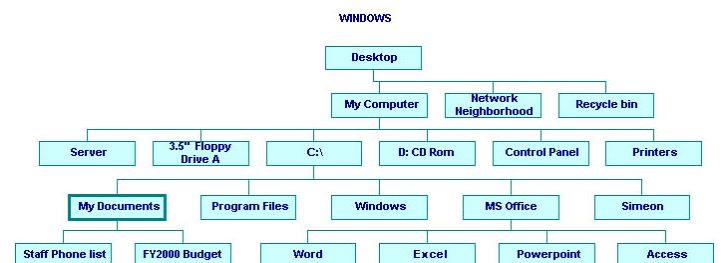 WINDOWS
Desktop
My Computer
Network
Neighborhood
Recycle bin
Server
3.5" Floppy
Drive A
C:\
D: CD Rom
Control Panel
Printers
My Documents
Program Files
Windows
MS Office
Simeon
Staff Phone list
FY2000 Budget
Word
Excel
Powerpoint
Access